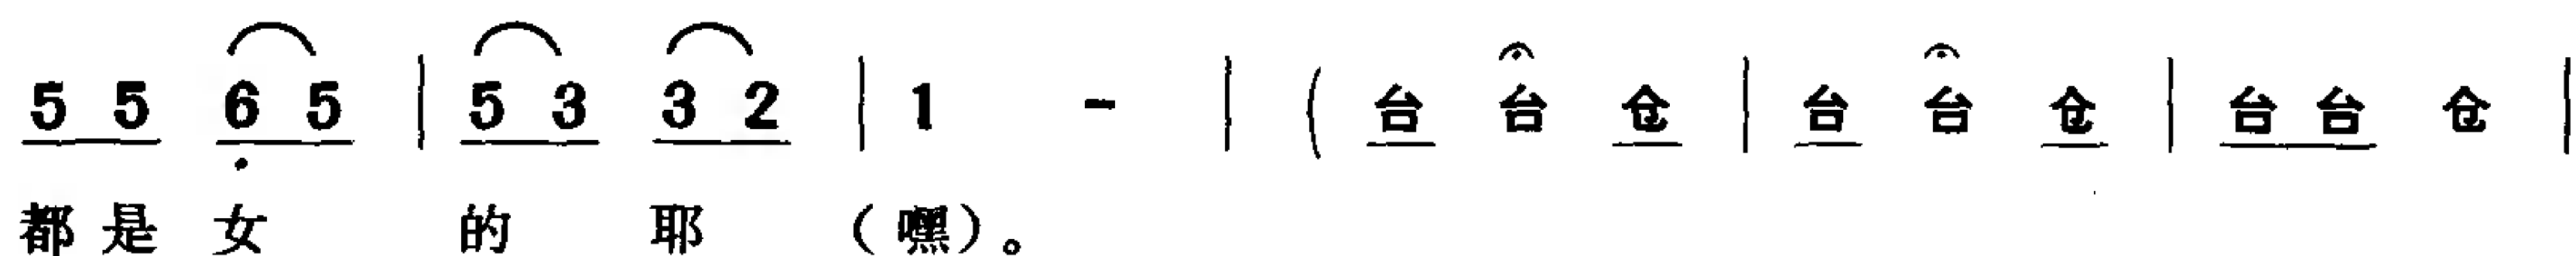 5 5 6 5 | 5 3 3 2 | 1 - | ( 台 台 仓 | 台 台 仓 | 台 台 仓 |
都 是 女 的 耶 （嘿）。